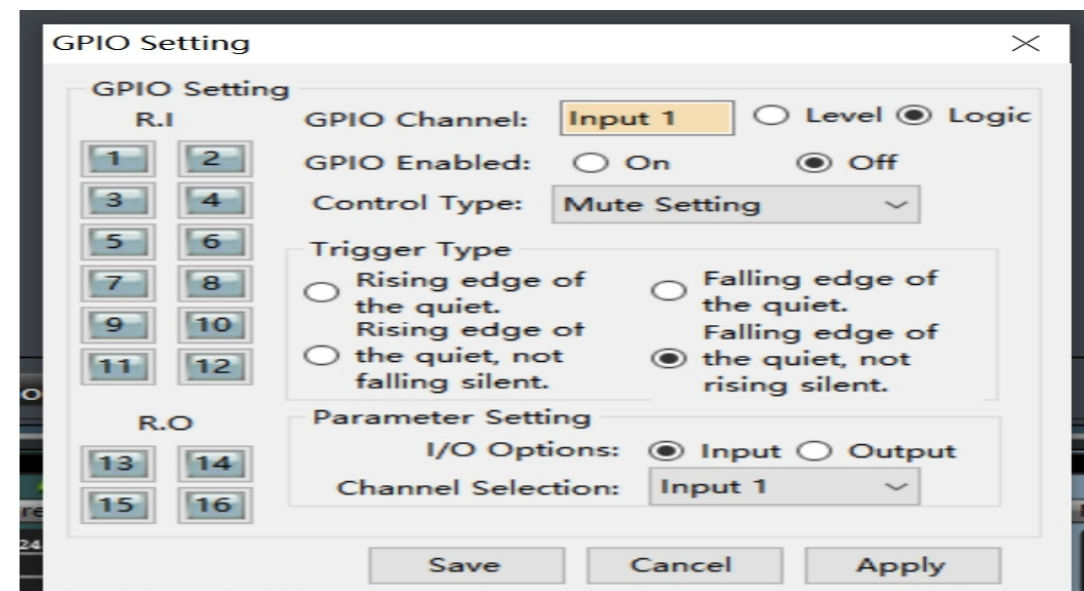 GPIO Setting
GPIO Setting
R.I
GPIO Channel: Input 1 Level Logic
1 2
GPIO Enabled: On Off
3 4
Control Type: Mute Setting
5 6
Trigger Type
7 8
Rising edge of
the quiet.
Falling edge of
the quiet.
9 10
11 12
Rising edge of
the quiet, not
falling silent.
Falling edge of
the quiet, not
rising silent.
R.O
Parameter Setting
13 14
I/O Options: Input Output
15 16
Channel Selection: Input 1
24
Save Cancel Apply